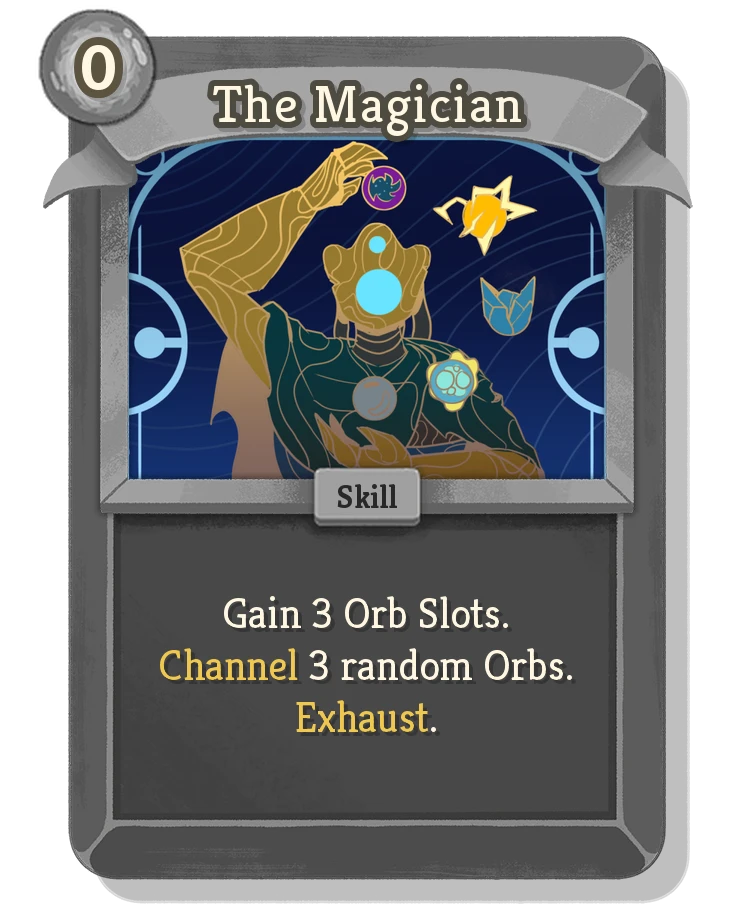 0
The Magician
Skill
Gain 3 Orb Slots.
Channel 3 random Orbs.
Exhaust.